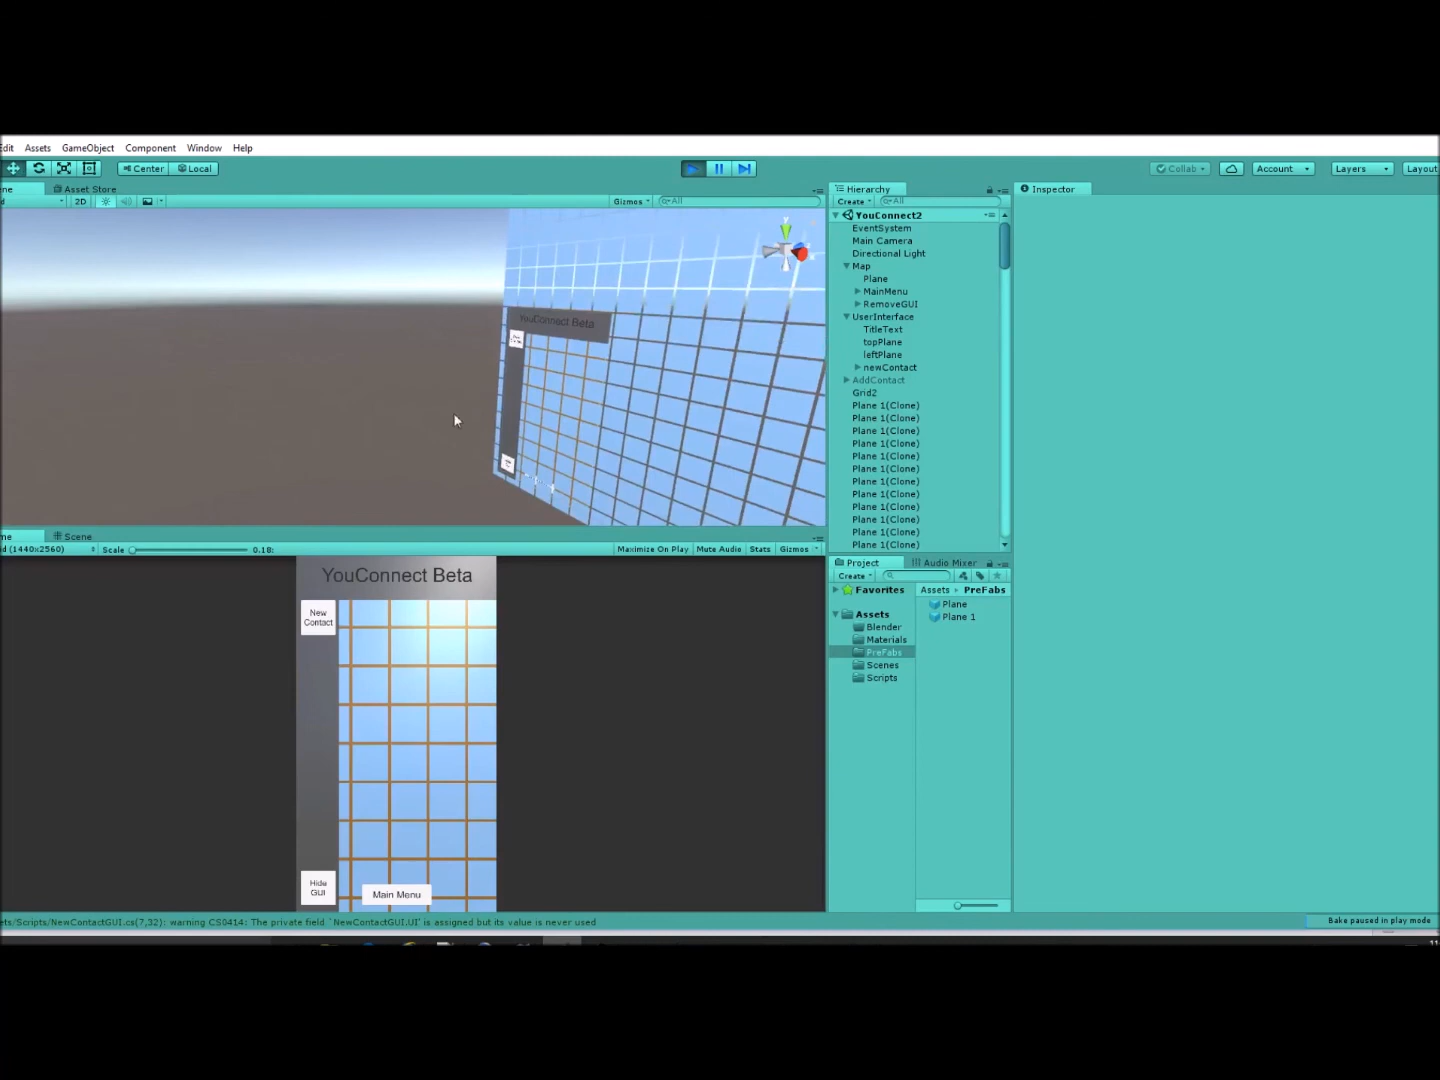 Edit Assets GameObject Component Window Help
Center Local Collab Account Layers Layout
Asset Store
2D Gizmos All
YouConnect Beta
Hierarchy
Create All
YouConnect2
EventSystem
Main Camera
Directional Light
Map
Plane
MainMenu
RemoveGUI
UserInterface
TitleText
topPlane
leftPlane
newContact
AddContact
Grid2
Plane 1(Clone)
Plane 1(Clone)
Plane 1(Clone)
Plane 1(Clone)
Plane 1(Clone)
Plane 1(Clone)
Plane 1(Clone)
Plane 1(Clone)
Plane 1(Clone)
Plane 1(Clone)
Plane 1(Clone)
Plane 1(Clone)
Inspector
Scene
(1440x2560) Scale 0.18: Maximize On Play Mute Audio Stats Gizmos
YouConnect Beta
New
Contact
Hide
GUI
Main Menu
Project Audio Mixer
Create
Favorites
Assets
Blender
Materials
PreFabs
Scenes
Scripts
Assets PreFabs
Plane
Plane 1
ets/Scripts/NewContactGUI.cs(7,32): warning CS0414: The private field `NewContactGUI.UI' is assigned but its value is never used
Bake paused in play mode